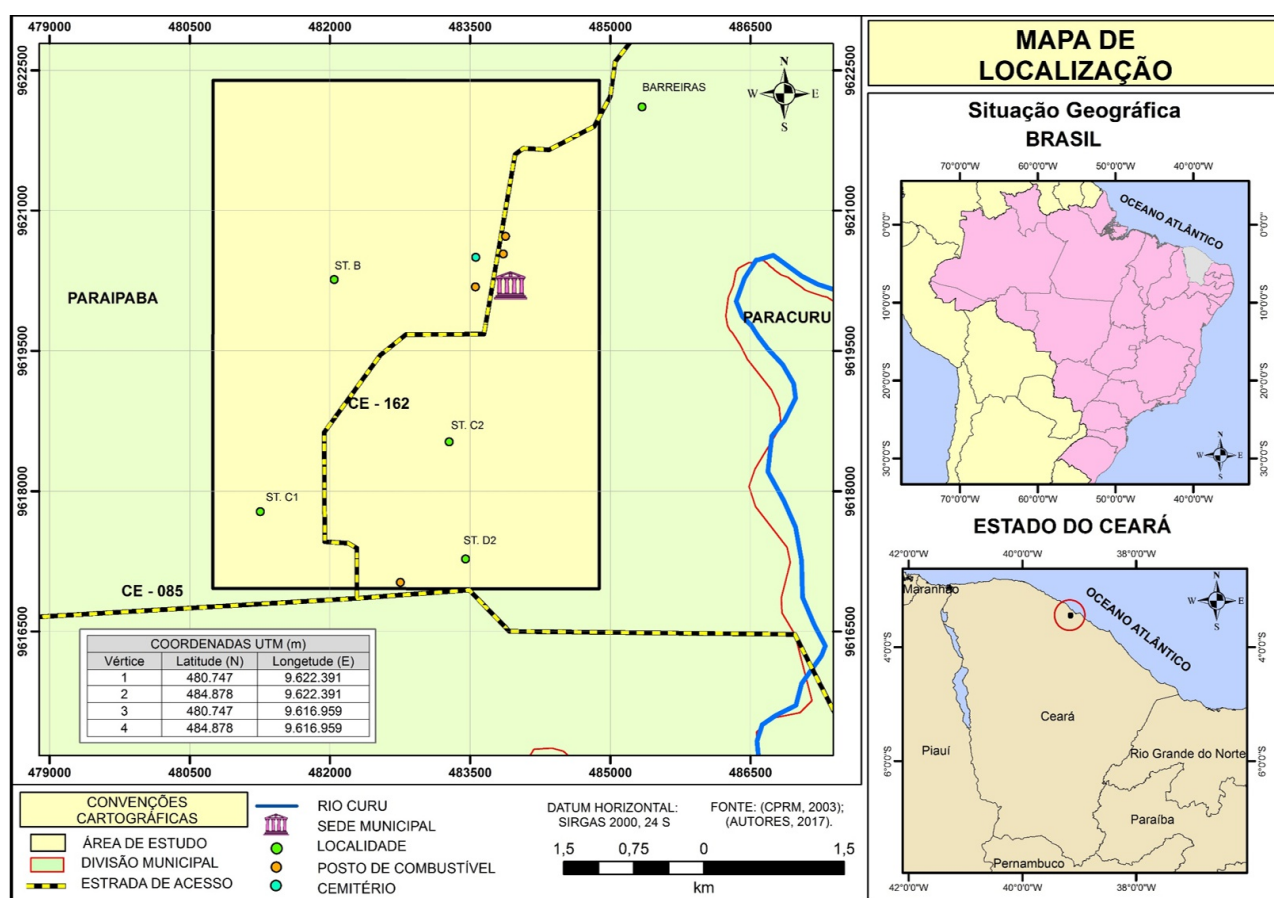 479000 480500 482000 483500 485000 486500
9622500
9621000
9619500
9618000
9616500
N
W E
S
BARREIRAS
ST. B
PARAIPABA
PARACURU
CE - 162
ST. C2
ST. C1
ST. D2
CE - 085
COORDENADAS UTM (m)
Vértice Latitude (N) Longetude (E)
1 480.747 9.622.391
2 484.878 9.622.391
3 480.747 9.616.959
4 484.878 9.616.959
9622500
9621000
9619500
9618000
9616500
479000 480500 482000 483500 485000 486500
CONVENÇÕES
CARTOGRÁFICAS
ÁREA DE ESTUDO
DIVISÃO MUNICIPAL
ESTRADA DE ACESSO
RIO CURU
SEDE MUNICIPAL
LOCALIDADE
POSTO DE COMBUSTÍVEL
CEMITÉRIO
DATUM HORIZONTAL:
SIRGAS 2000, 24 S
FONTE: (CPRM, 2003);
(AUTORES, 2017).
1,5 0,75 0 1,5
km
MAPA DE
LOCALIZAÇÃO
Situação Geográfica
BRASIL
70°0'0"W 60°0'0"W 50°0'0"W 40°0'0"W
OCEANO ATLÂNTICO
0°0'0" 0°0'0"
10°0'0"S 10°0'0"S
20°0'0"S 20°0'0"S
30°0'0"S 30°0'0"S
N
W E
S
70°0'0"W 60°0'0"W 50°0'0"W 40°0'0"W
ESTADO DO CEARÁ
42°0'0"W 40°0'0"W 38°0'0"W
Maranhão
OCEANO ATLÂNTICO
N
W E
S
4°0'0"S 4°0'0"S
Ceará
Piauí
Rio Grande do Norte
6°0'0"S 6°0'0"S
Paraíba
Pernambuco
42°0'0"W 40°0'0"W 38°0'0"W